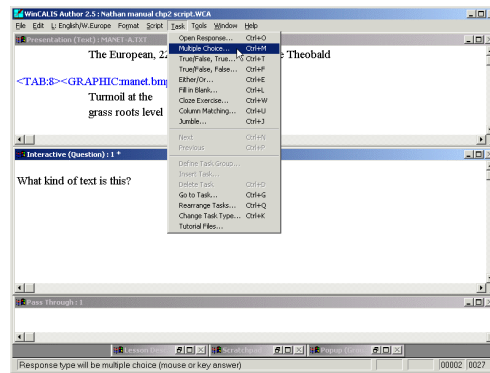 WinCALIS Author 2.5 : Nathan manual chp2 script.WCA
File Edit L: English/W.Europe Format Script Task Tools Window Help
Presentation (Text) : MANET-A.TXT
The European, 22
e Theobald
<TAB:8><GRAPHIC:manet.bmp
Turmoil at the
grass roots level
Open Response... Ctrl+O
Multiple Choice... Ctrl+M
True/False, True... Ctrl+T
True/False, False... Ctrl+F
Either/Or... Ctrl+E
Fill in Blank... Ctrl+L
Cloze Exercise... Ctrl+W
Column Matching... Ctrl+U
Jumble... Ctrl+J
Next Ctrl+N
Previous Ctrl+P
Define Task Group...
Insert Task...
Delete Task Ctrl+D
Go to Task... Ctrl+G
Rearrange Tasks... Ctrl+Q
Change Task Type... Ctrl+K
Tutorial Files...
Interactive (Question) : 1 *
What kind of text is this?
Pass Through : 1
Lesson
Scratch
Popup
Response type will be multiple choice (mouse or key answer)
00002 0027